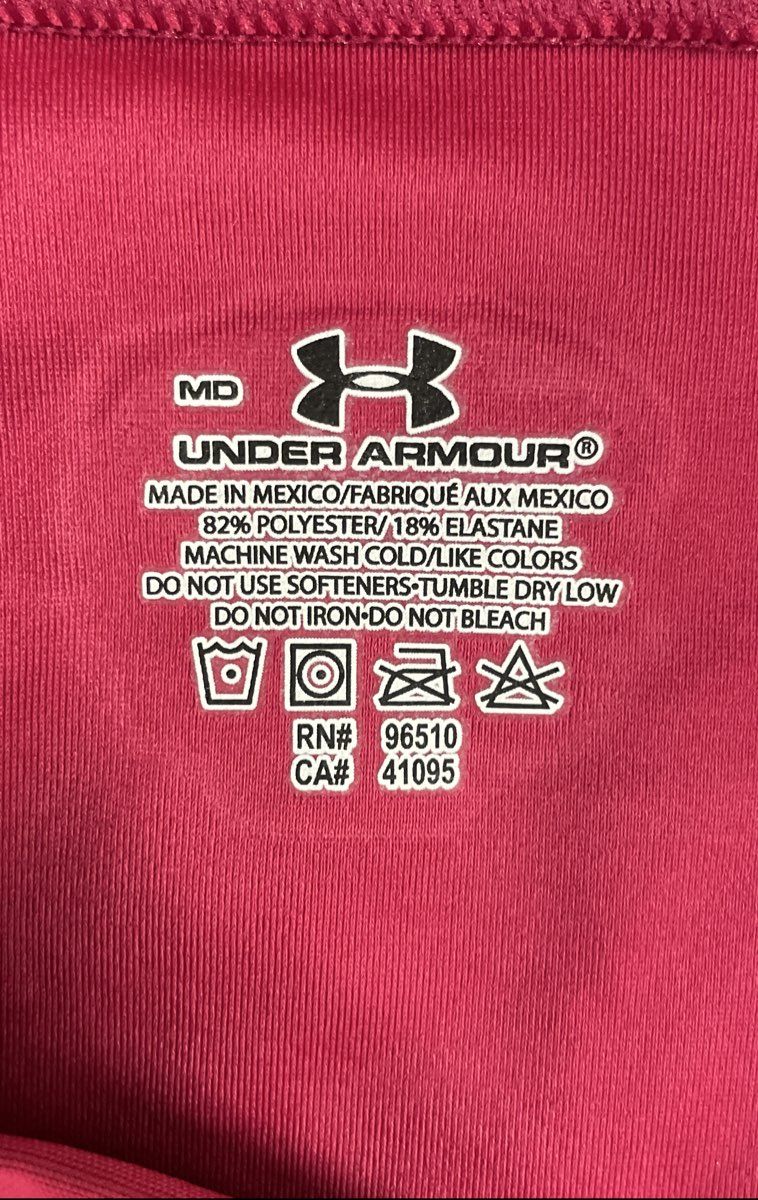 MD
UNDER ARMOUR®
MADE IN MEXICO/FABRIQUÉ AUX MEXICO
82% POLYESTER/ 18% ELASTANE
MACHINE WASH COLD/LIKE COLORS
DO NOT USE SOFTENERS•TUMBLE DRY LOW
DO NOT IRON•DO NOT BLEACH
RN# 96510
CA# 41095